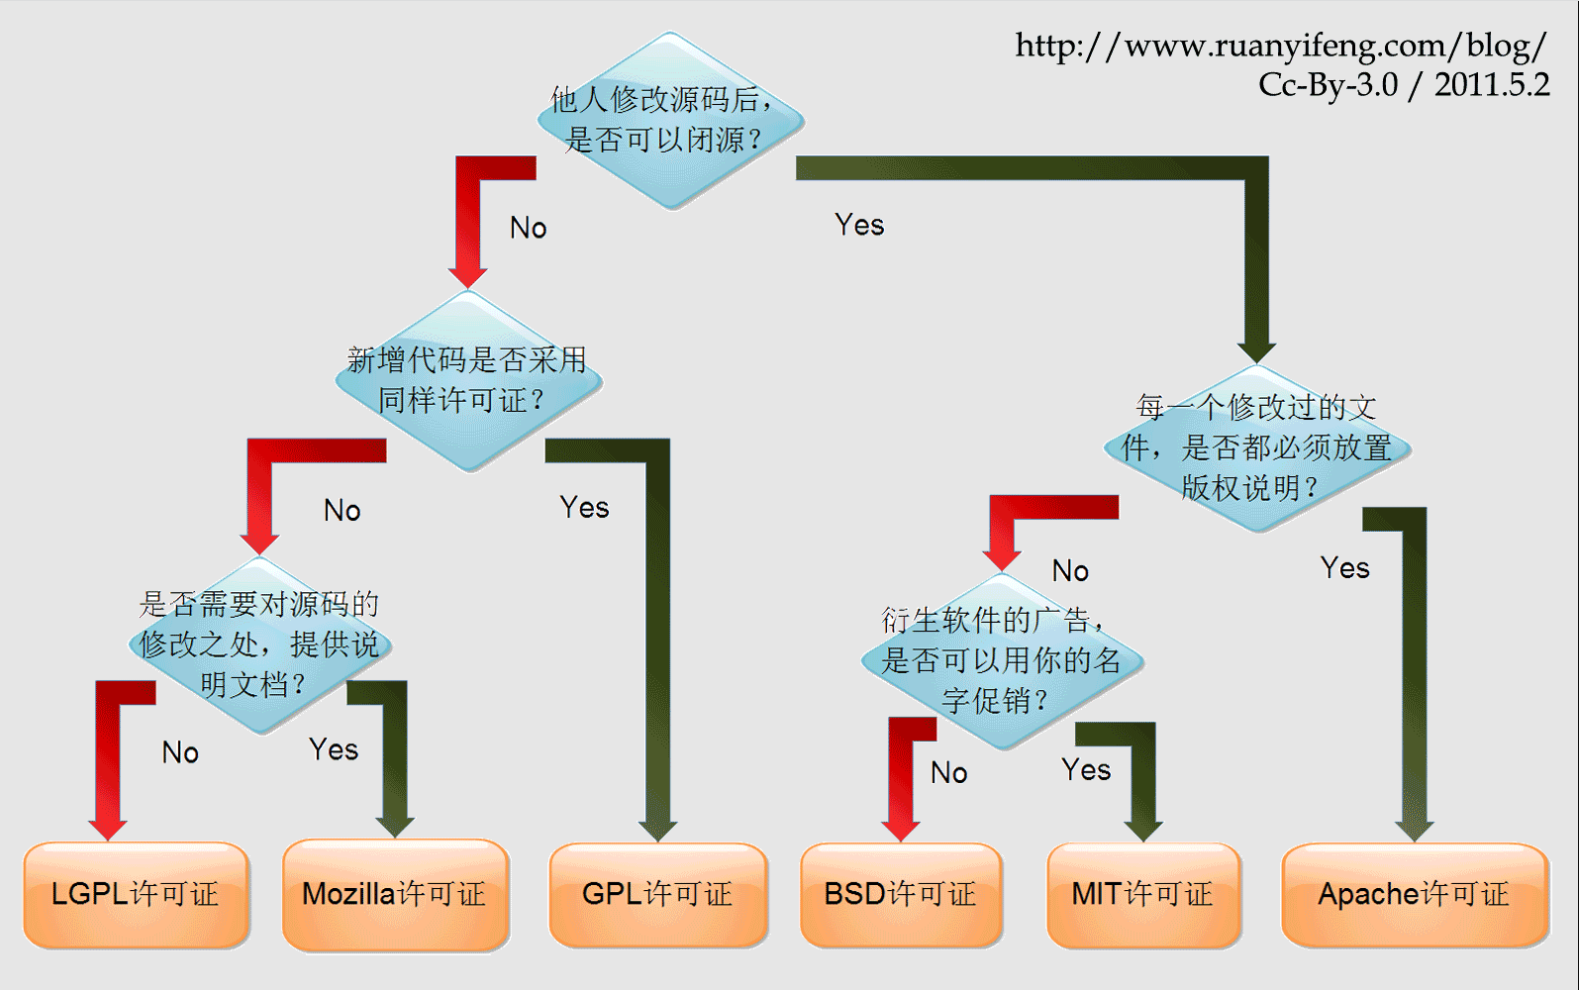 http://www.ruanyifeng.com/blog/
Cc-By-3.0 / 2011.5.2
他人修改源码后，
是否可以闭源？
No
Yes
新增代码是否采用
同样许可证？
每一个修改过的文
件，是否都必须放置
版权说明？
No
Yes
No
Yes
是否需要对源码的
修改之处，提供说
明文档？
衍生软件的广告，
是否可以用你的名
字促销？
No
Yes
No
Yes
LGPL许可证
Mozilla许可证
GPL许可证
BSD许可证
MIT许可证
Apache许可证